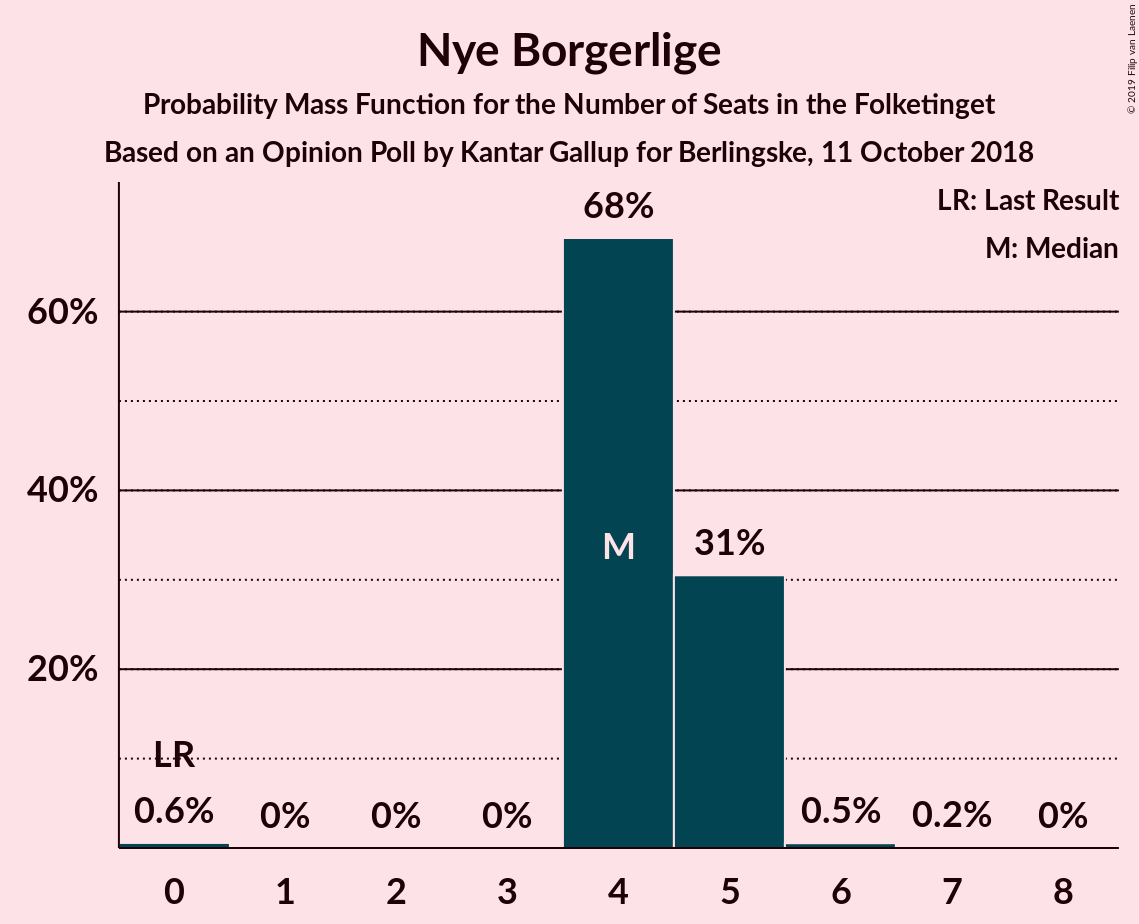 Nye Borgerlige
Probability Mass Function for the Number of Seats in the Folketinget
Based on an Opinion Poll by Kantar Gallup for Berlingske, 11 October 2018
© 2019 Filip van Laenen
LR: Last Result
M: Median
68%
60%
40%
M
31%
20%
LR
0.6%
0%
0%
0%
0.5%
0.2%
0%
0 1 2 3 4 5 6 7 8